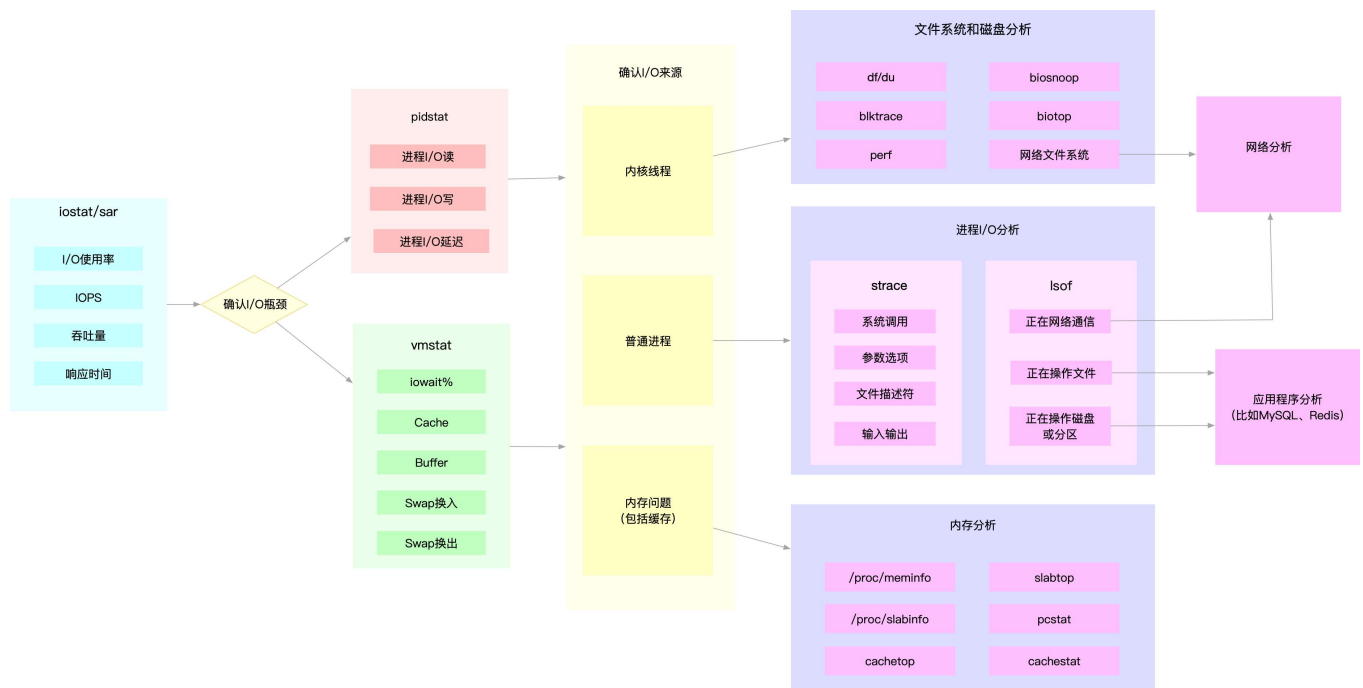 iostat/sar
I/O使用率
IOPS
吞吐量
响应时间
确认I/O瓶颈
pidstat
进程I/O读
进程I/O写
进程I/O延迟
vmstat
iowait%
Cache
Buffer
Swap换入
Swap换出
确认I/O来源
内核线程
普通进程
内存问题
（包括缓存）
文件系统和磁盘分析
df/du
biosnoop
blktrace
biotop
perf
网络文件系统
进程I/O分析
strace
系统调用
参数选项
文件描述符
输入输出
lsof
正在网络通信
正在操作文件
正在操作磁盘
或分区
内存分析
/proc/meminfo
slabtop
/proc/slabinfo
pcstat
cachetop
cachestat
网络分析
应用程序分析
（比如MySQL、Redis）